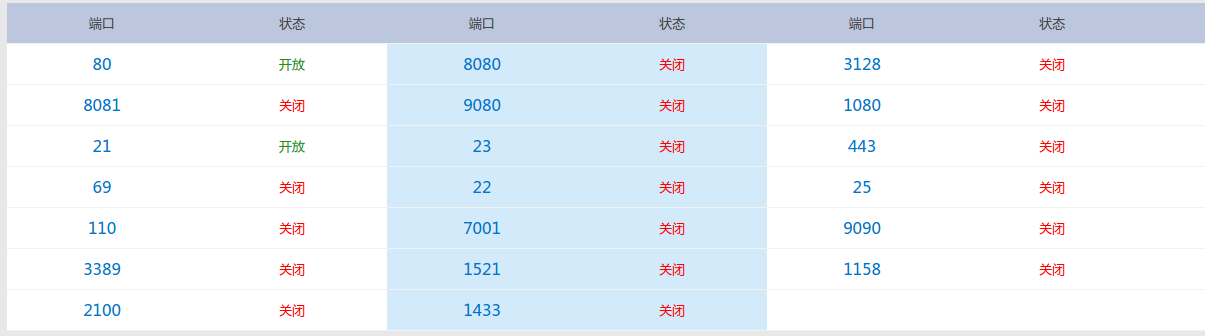 端口 状态 端口 状态 端口 状态
80 开放 8080 关闭 3128 关闭
8081 关闭 9080 关闭 1080 关闭
21 开放 23 关闭 443 关闭
69 关闭 22 关闭 25 关闭
110 关闭 7001 关闭 9090 关闭
3389 关闭 1521 关闭 1158 关闭
2100 关闭 1433 关闭